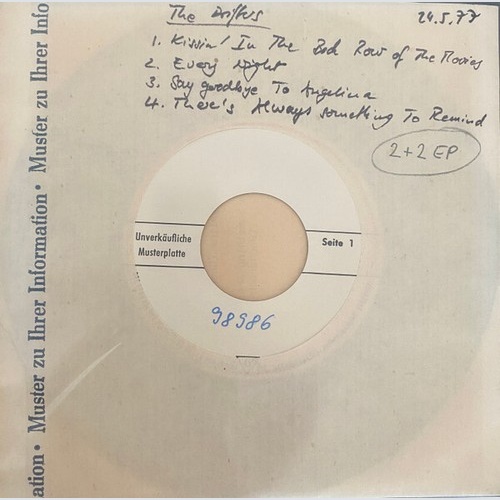 The Drifters
24.5.77
1. Kissin' In The Back Row of The Movies
2. Every Night
3. Say goodbye To Angelina
4. There's Always something To Remind
2+2 EP
Unverkäufliche
Musterplatte
Seite 1
98986
ation • Muster zu Ihrer Information • Muster zu Ihrer Info